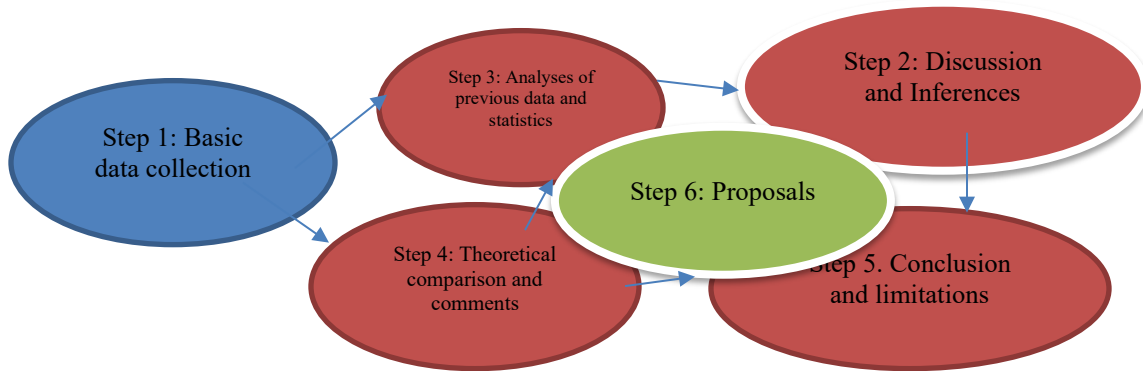 Step 1: Basic
data collection
Step 3: Analyses of
previous data and
statistics
Step 2: Discussion
and Inferences
Step 6: Proposals
Step 4: Theoretical
comparison and
comments
Step 5. Conclusion
and limitations